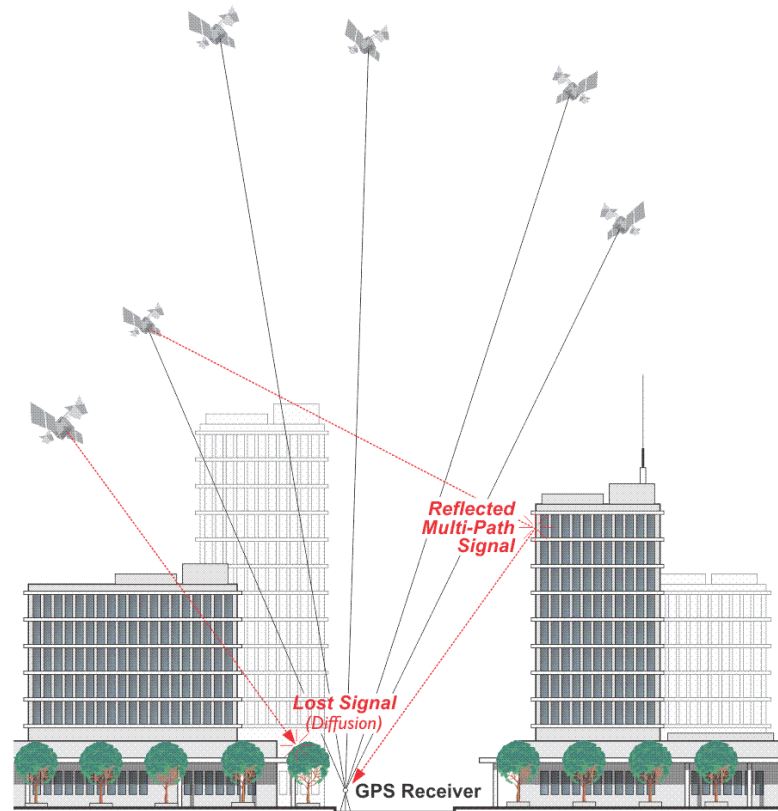 Reflected
Multi-Path
Signal
Lost Signal
(Diffusion)
GPS Receiver